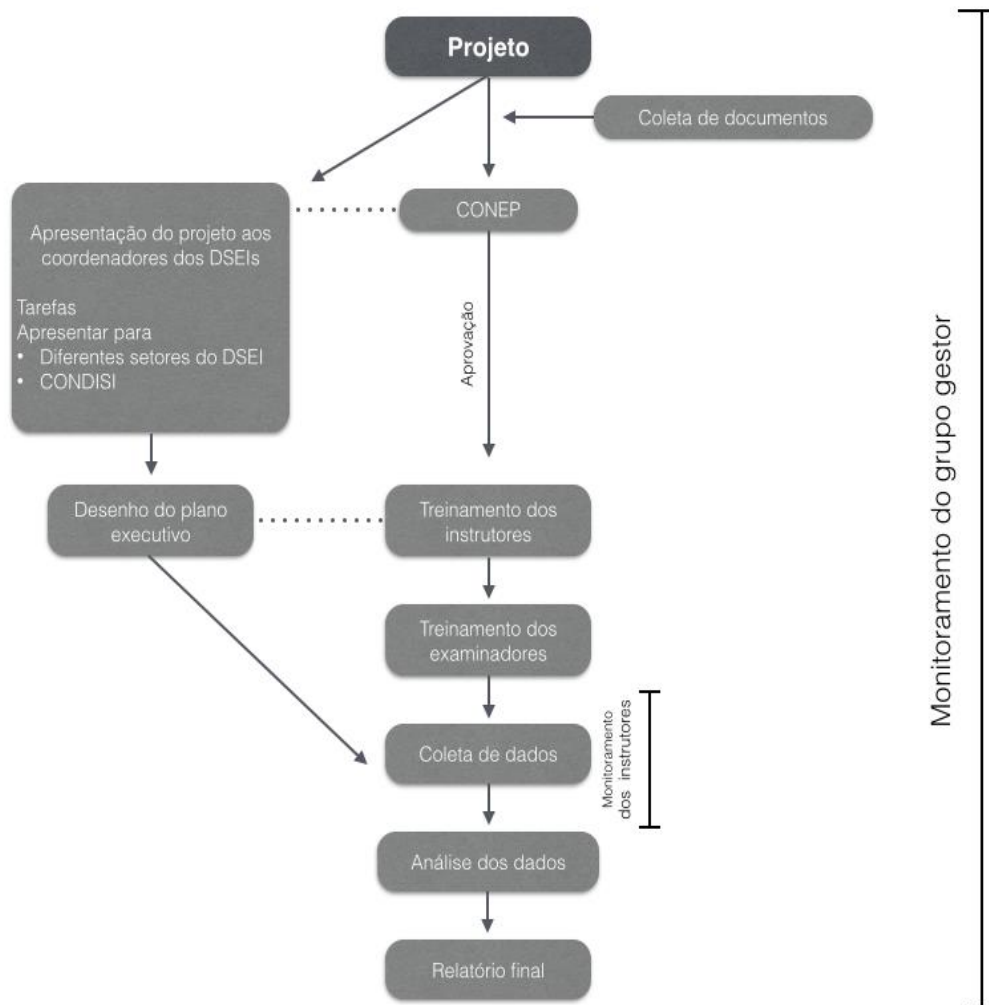 Projeto
Coleta de documentos
CONEP
Apresentação do projeto aos
coordenadores dos DSEIs
Tarefas
Apresentar para
• Diferentes setores do DSEI
• CONDISI
Aprovação
Desenho do plano
executivo
Treinamento dos
instrutores
Treinamento dos
examinadores
Coleta de dados
Monitoramento
dos instrutores
Análise dos dados
Relatório final
Monitoramento do grupo gestor